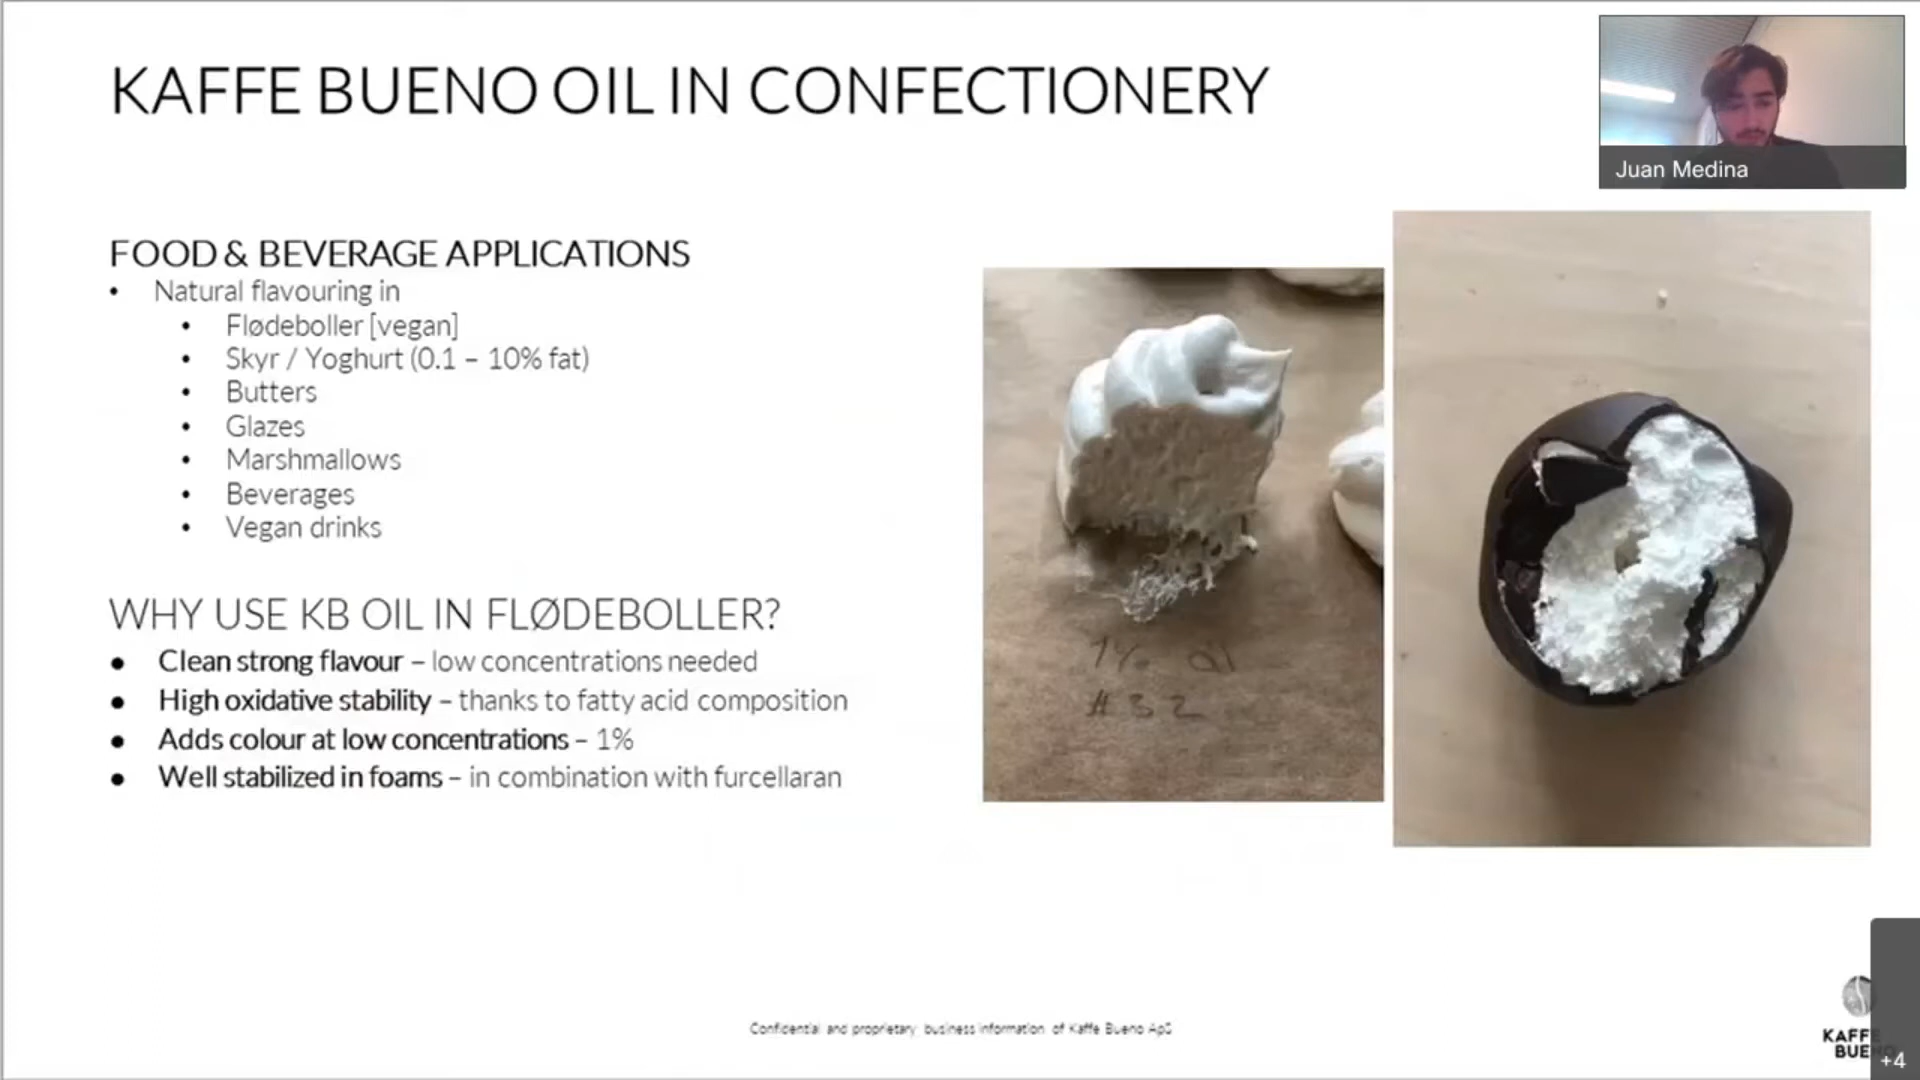 KAFFE BUENO OIL IN CONFECTIONERY
Juan Medina
FOOD & BEVERAGE APPLICATIONS
• Natural flavouring in
• Flødeboller [vegan]
• Skyr / Yoghurt (0.1 – 10% fat)
• Butters
• Glazes
• Marshmallows
• Beverages
• Vegan drinks
WHY USE KB OIL IN FLØDEBOLLER?
● Clean strong flavour – low concentrations needed
● High oxidative stability – thanks to fatty acid composition
● Adds colour at low concentrations – 1%
● Well stabilized in foams – in combination with furcellaran
1% oil
#32
Confidential and proprietary business information of Kaffe Bueno ApS
KAFFE
BUENO
+4